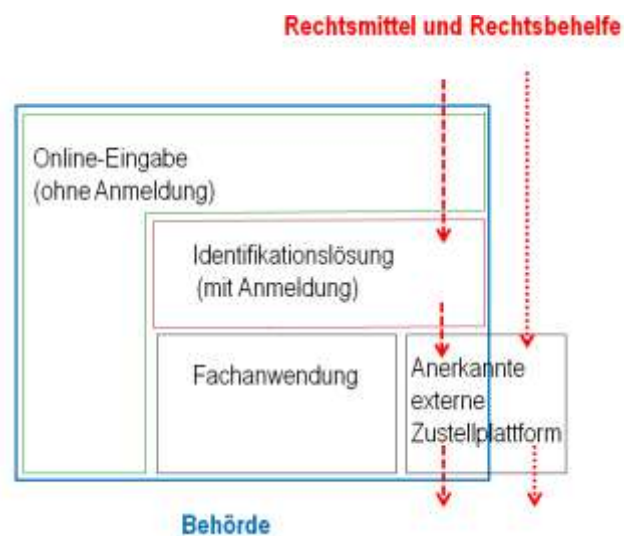 Rechtsmittel und Rechtsbehelfe
Online-Eingabe
(ohne Anmeldung)
Identifikationslösung
(mit Anmeldung)
Fachanwendung
Anerkannte
externe
Zustellplattform
Behörde